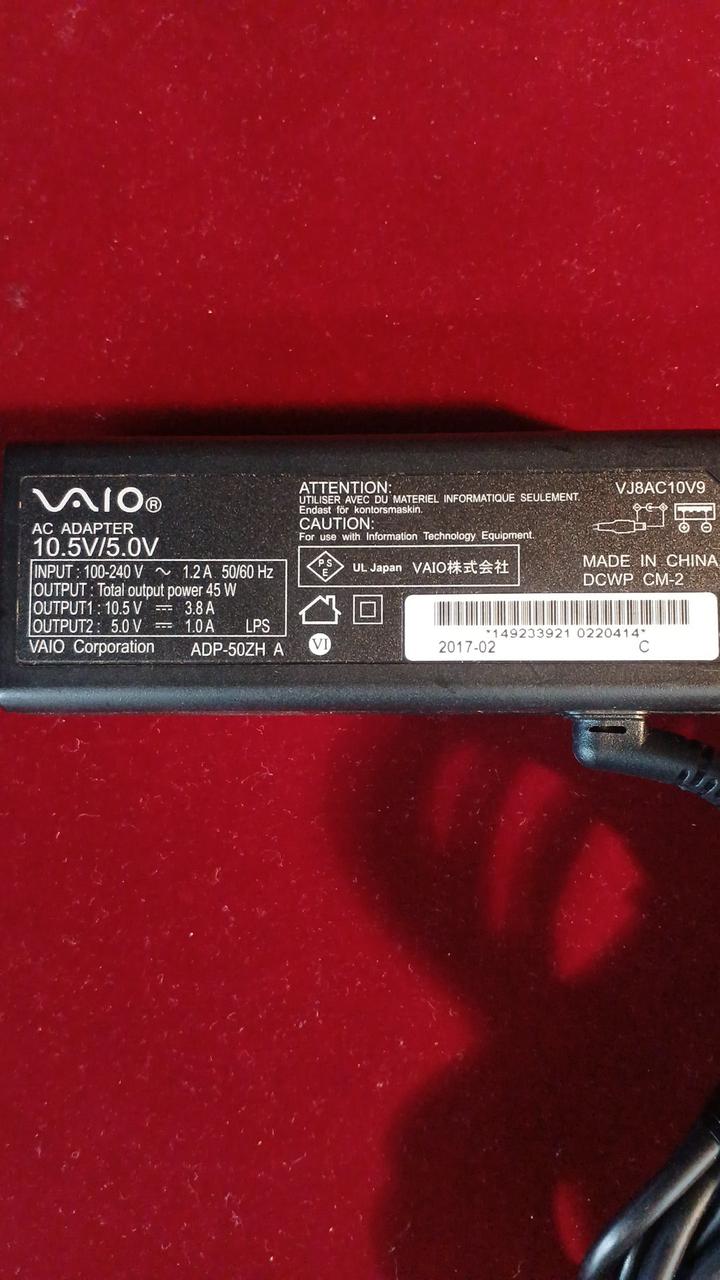 VAIO®
AC ADAPTER
10.5V/5.0V
INPUT : 100-240 V ～ 1.2 A 50/60 Hz
OUTPUT : Total output power 45 W
OUTPUT1 : 10.5 V ⎓ 3.8 A
OUTPUT2 : 5.0 V ⎓ 1.0 A LPS
VAIO Corporation ADP-50ZH A
ATTENTION:
UTILISER AVEC DU MATERIEL INFORMATIQUE SEULEMENT.
Endast för kontorsmaskin.
CAUTION:
For use with Information Technology Equipment.
PSE UL Japan VAIO株式会社
VI
VJ8AC10V9
MADE IN CHINA
DCWP CM-2
*149233921 0220414*
2017-02 C